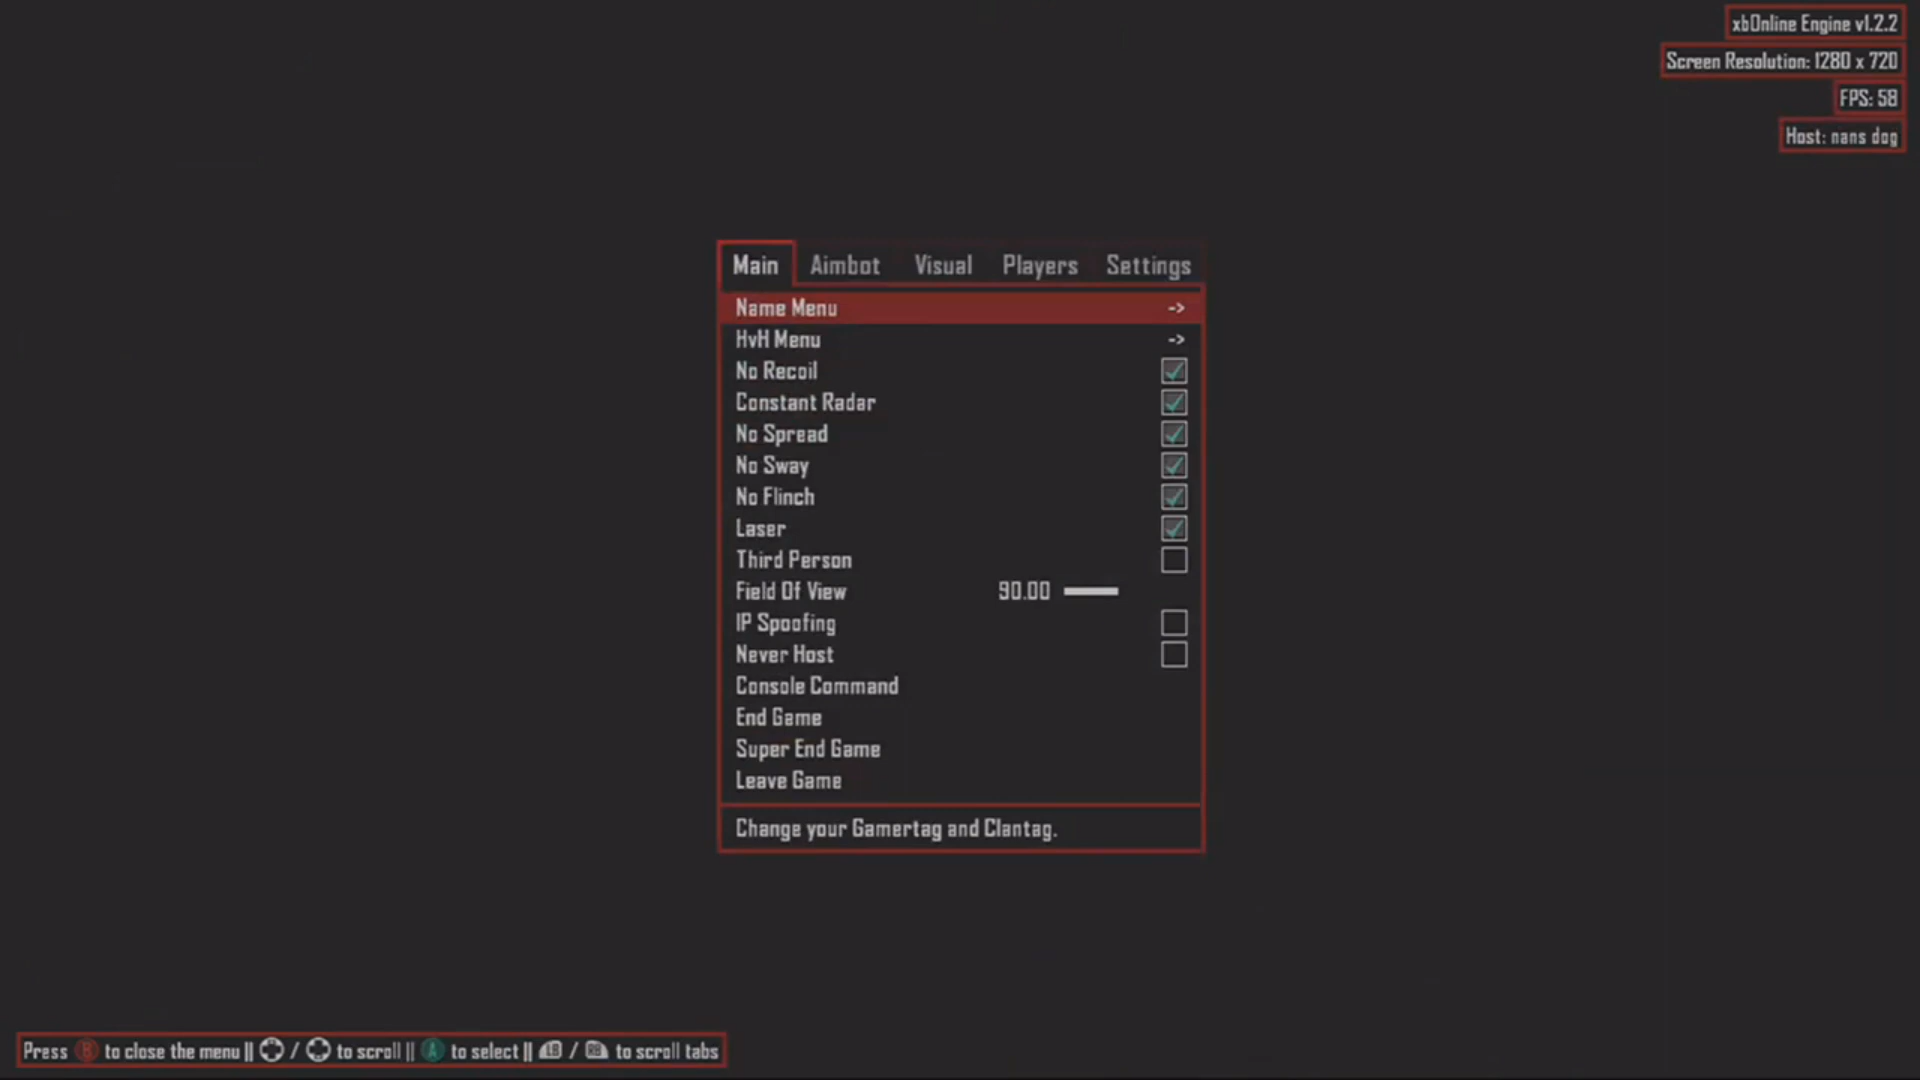 xbOnline Engine v1.2.2
Screen Resolution: 1280 x 720
FPS: 58
Host: nans dog
Main Aimbot Visual Players Settings
Name Menu ->
HvH Menu ->
No Recoil
Constant Radar
No Spread
No Sway
No Flinch
Laser
Third Person
Field Of View 90.00
IP Spoofing
Never Host
Console Command
End Game
Super End Game
Leave Game
Change your Gamertag and Clantag.
Press B to close the menu || / to scroll || A to select || LB / RB to scroll tabs